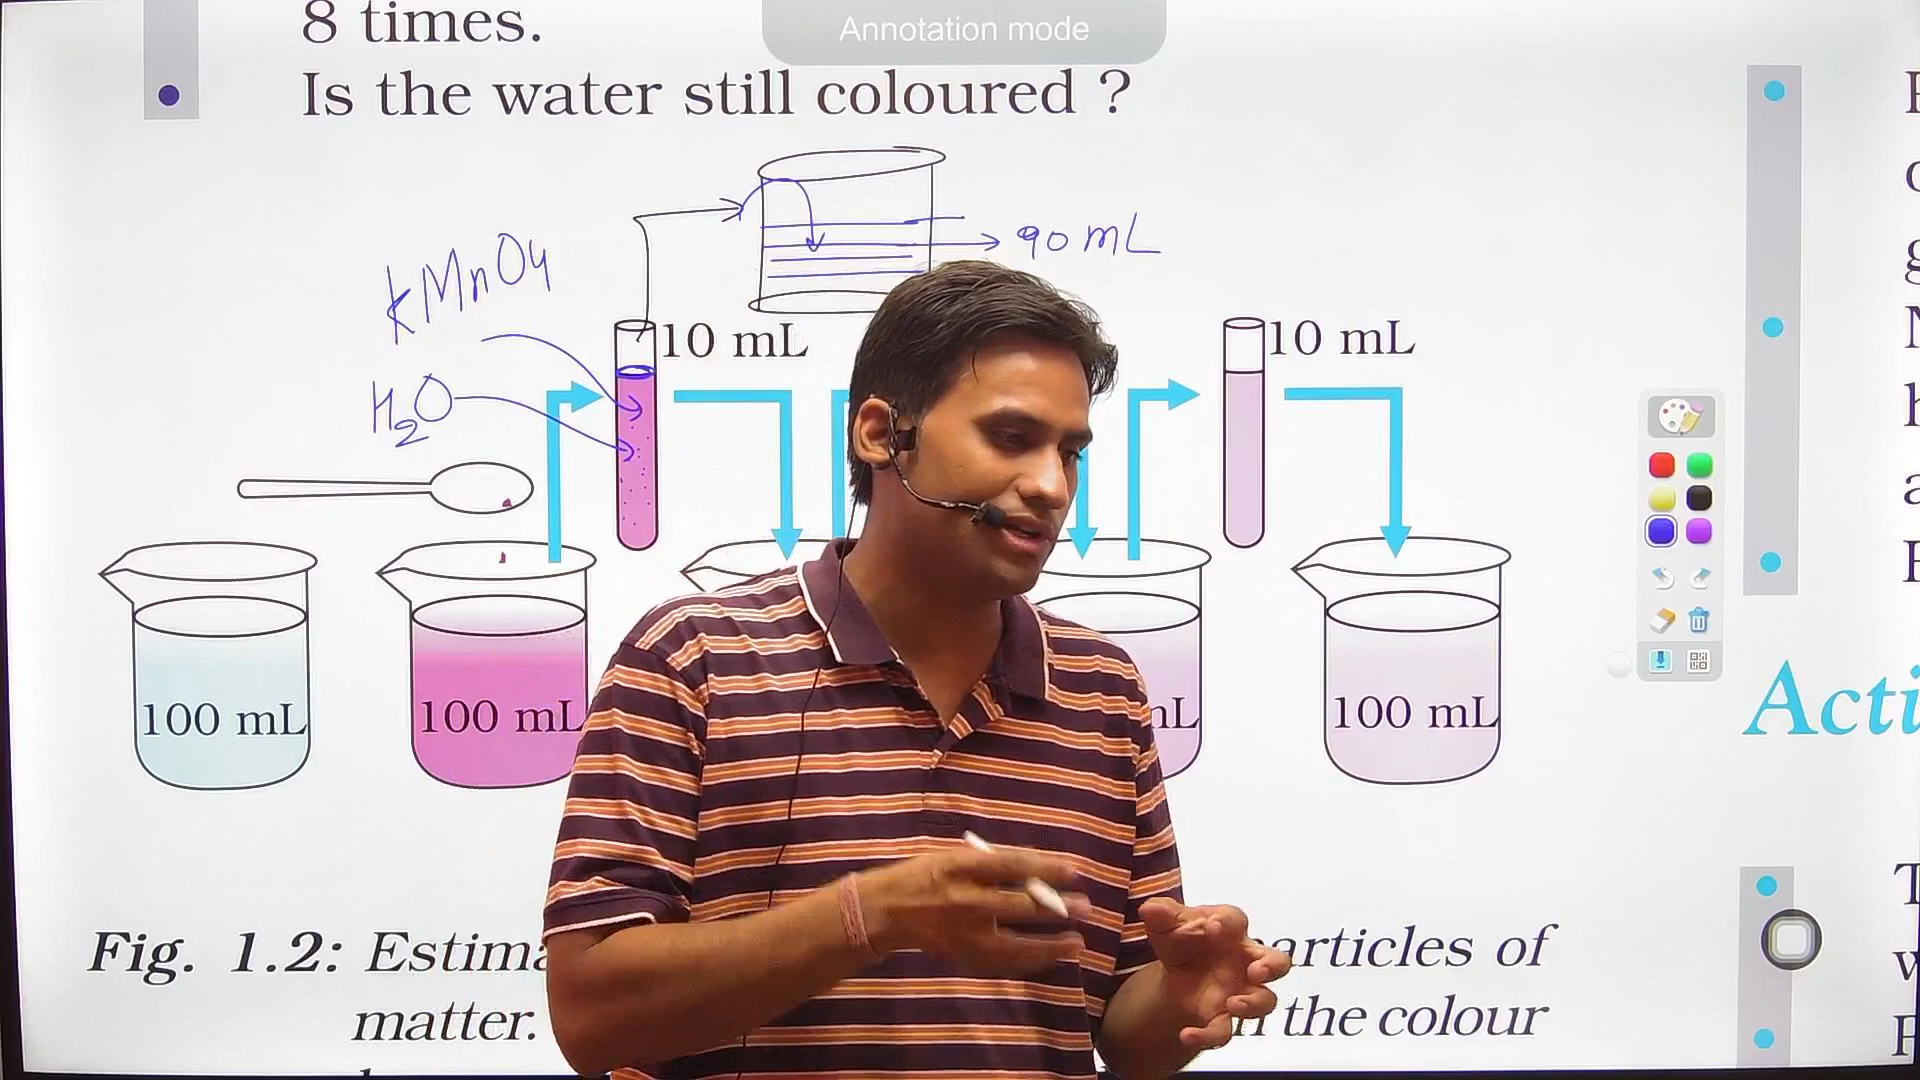 8 times.
Annotation mode
Is the water still coloured ?
90 mL
KMnO4
10 mL
10 mL
H2O
100 mL
100 mL
mL
100 mL
Acti
Fig. 1.2: Estima articles of
matter. the colour